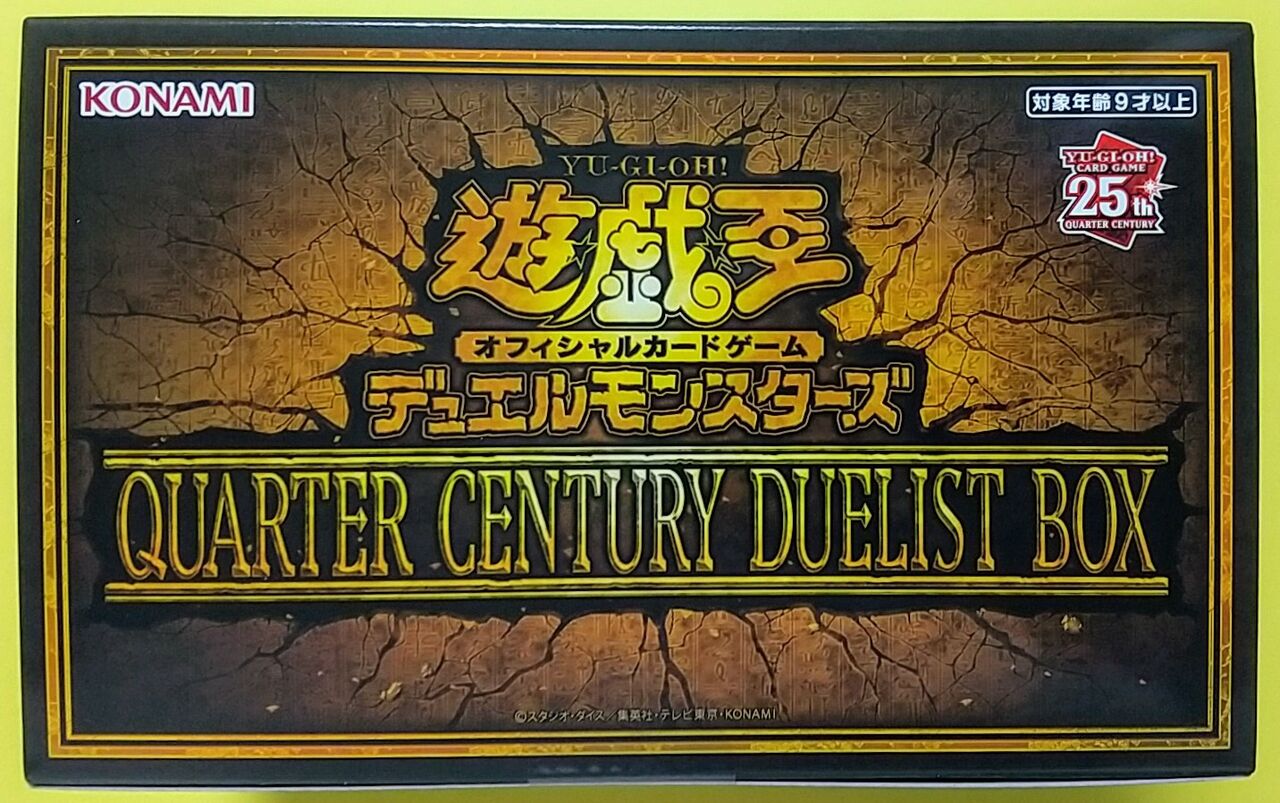 KONAMI
対象年齢9才以上
YU-GI-OH!
CARD GAME
25th
QUARTER CENTURY
YU-GI-OH!
遊戯王
オフィシャルカードゲーム
デュエルモンスターズ
QUARTER CENTURY DUELIST BOX
©スタジオ・ダイス/集英社・テレビ東京・KONAMI